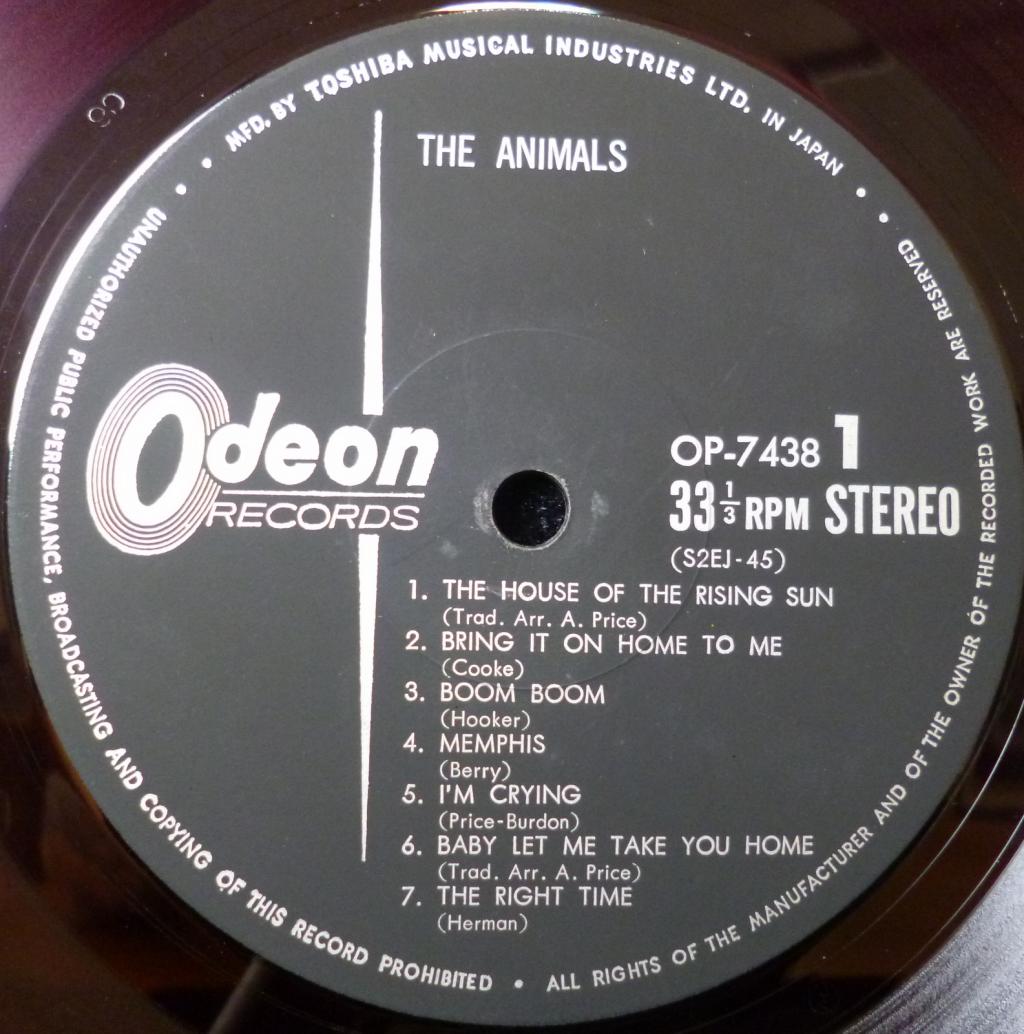 MFD. BY TOSHIBA MUSICAL INDUSTRIES LTD. IN JAPAN
THE ANIMALS
Odeon
RECORDS
OP-7438 1
33 1/3 RPM STEREO
(S2EJ-45)
1. THE HOUSE OF THE RISING SUN
(Trad. Arr. A. Price)
2. BRING IT ON HOME TO ME
(Cooke)
3. BOOM BOOM
(Hooker)
4. MEMPHIS
(Berry)
5. I'M CRYING
(Price-Burdon)
6. BABY LET ME TAKE YOU HOME
(Trad. Arr. A. Price)
7. THE RIGHT TIME
(Herman)
UNAUTHORIZED PUBLIC PERFORMANCE, BROADCASTING AND COPYING OF THIS RECORD PROHIBITED • ALL RIGHTS OF THE MANUFACTURER AND OF THE OWNER OF THE RECORDED WORK ARE RESERVED